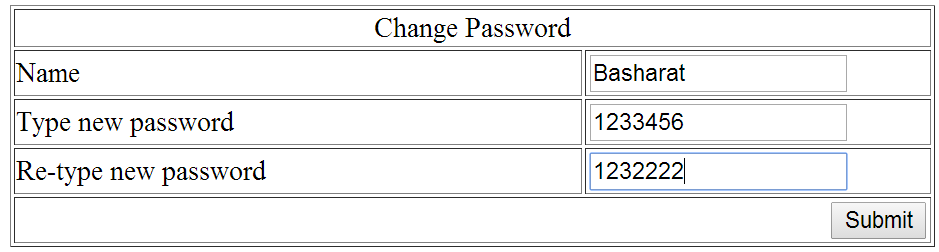 Change Password
Name Basharat
Type new password 1233456
Re-type new password 1232222
Submit